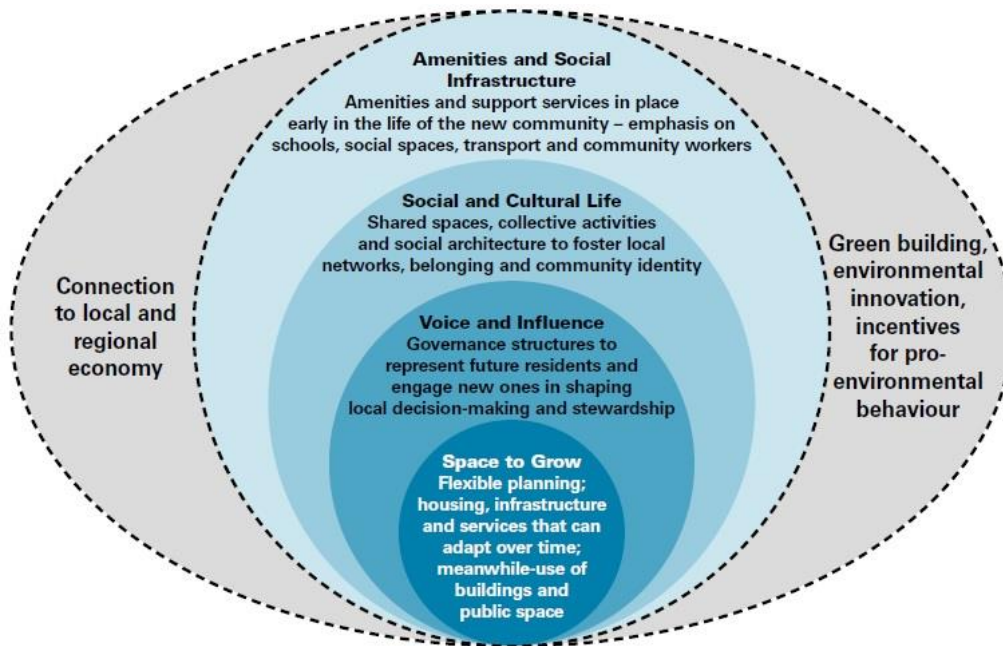 Amenities and Social
Infrastructure
Amenities and support services in place
early in the life of the new community – emphasis on
schools, social spaces, transport and community workers
Social and Cultural Life
Shared spaces, collective activities
and social architecture to foster local
networks, belonging and community identity
Connection
to local and
regional
economy
Voice and Influence
Governance structures to
represent future residents and
engage new ones in shaping
local decision-making and stewardship
Space to Grow
Flexible planning;
housing, infrastructure
and services that can
adapt over time;
meanwhile-use of
buildings and
public space
Green building,
environmental
innovation,
incentives
for pro-
environmental
behaviour